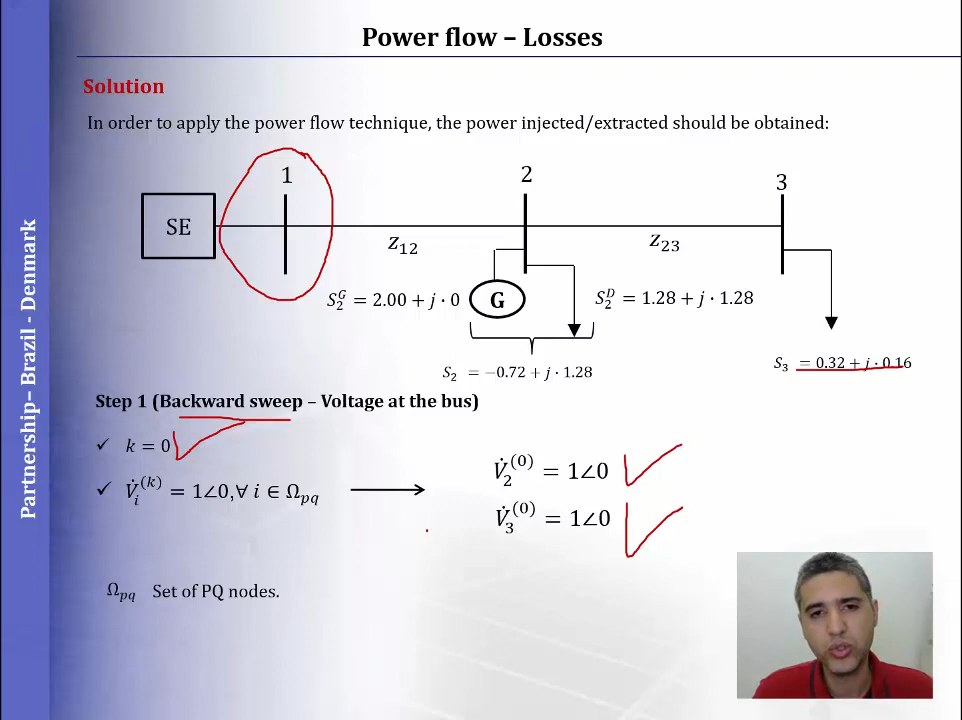 Power flow – Losses
Partnership– Brazil - Denmark
Solution
In order to apply the power flow technique, the power injected/extracted should be obtained:
1
2
3
SE
z₁₂
z₂₃
S₂ᴳ = 2.00 + j · 0
G
S₂ᴰ = 1.28 + j · 1.28
S₂ = −0.72 + j · 1.28
S₃ = 0.32 + j · 0.16
Step 1 (Backward sweep – Voltage at the bus)
✓ k = 0
✓ V̇ᵢ⁽ᵏ⁾ = 1∠0,∀ i ∈ Ω_pq
V̇₂⁽⁰⁾ = 1∠0
V̇₃⁽⁰⁾ = 1∠0
Ω_pq Set of PQ nodes.